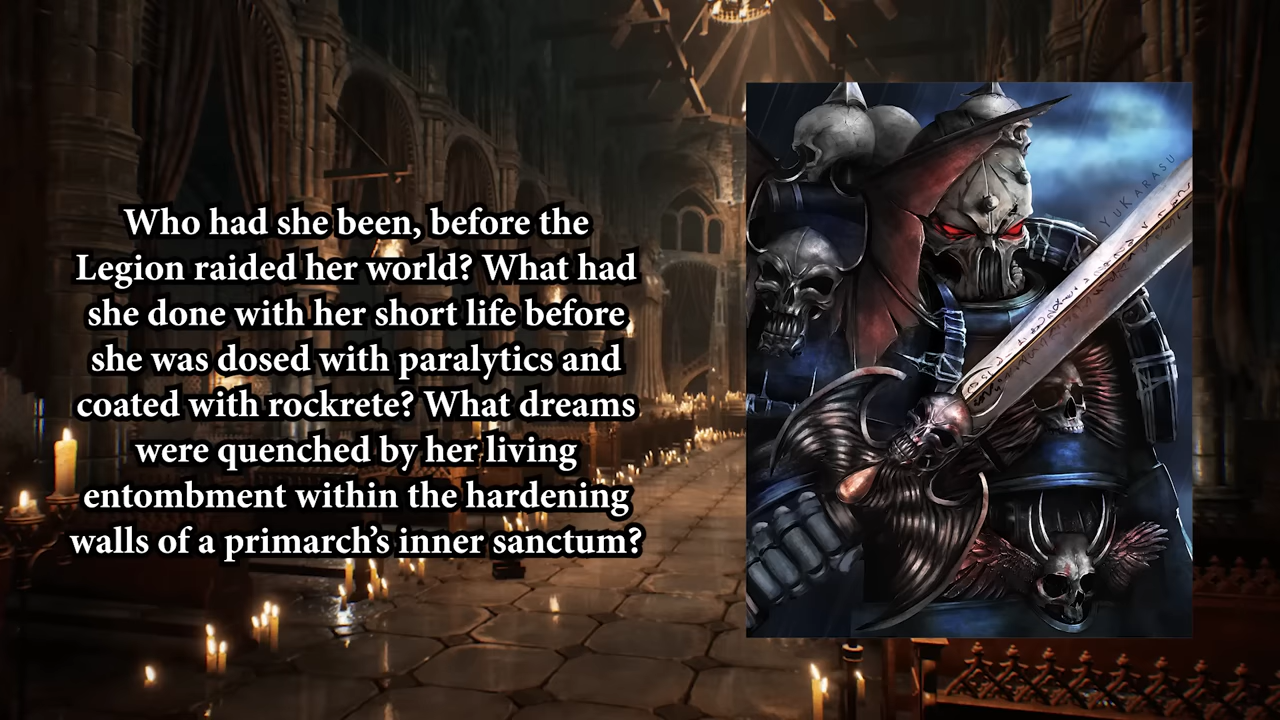 Who had she been, before the
Legion raided her world? What had
she done with her short life before
she was dosed with paralytics and
coated with rockrete? What dreams
were quenched by her living
entombment within the hardening
walls of a primarch’s inner sanctum?
YUKARASU